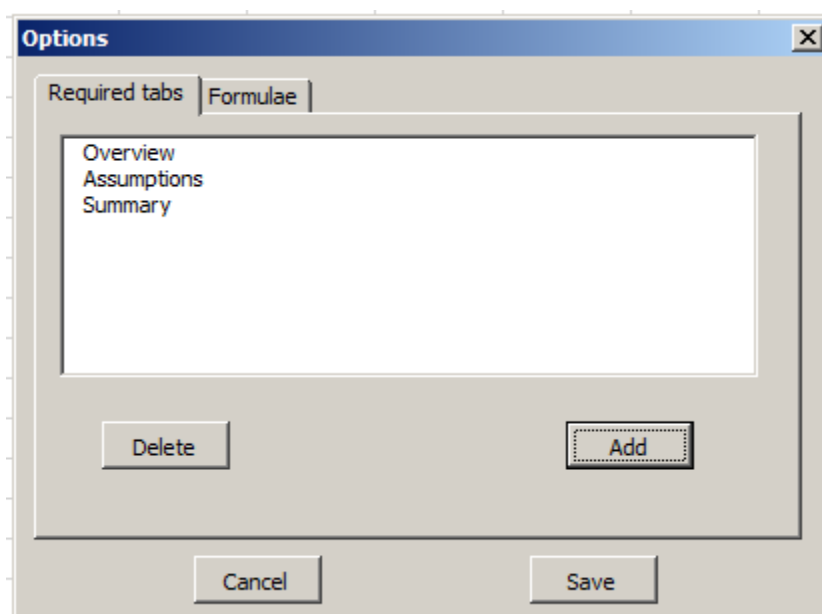 Options
Required tabs Formulae
Overview
Assumptions
Summary
Delete Add
Cancel Save